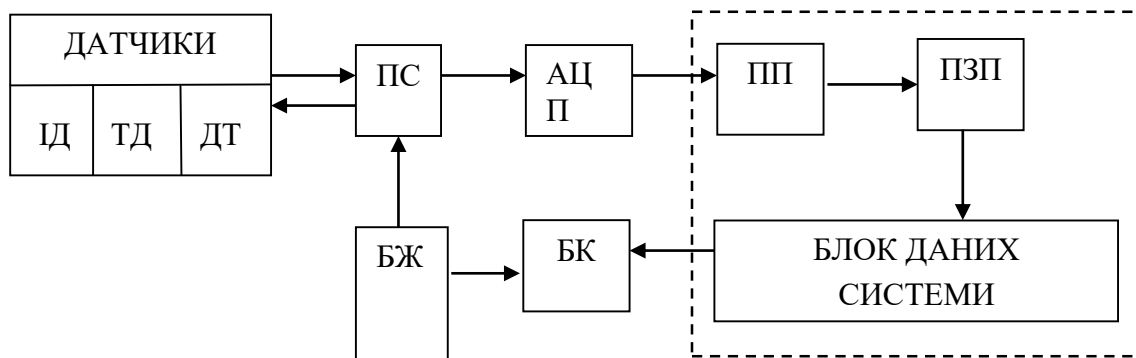 ДАТЧИКИ
ІД ТД ДТ
ПС
АЦ
П
ПП
ПЗП
БЖ
БК
БЛОК ДАНИХ
СИСТЕМИ